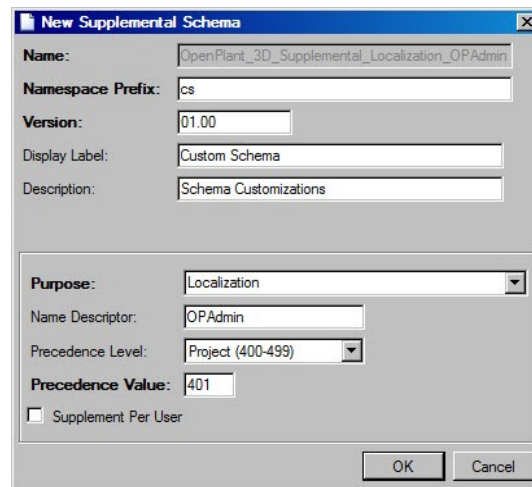 New Supplemental Schema
Name: OpenPlant_3D_Supplemental_Localization_OPAdmin
Namespace Prefix: cs
Version: 01.00
Display Label: Custom Schema
Description: Schema Customizations
Purpose: Localization
Name Descriptor: OPAdmin
Precedence Level: Project (400-499)
Precedence Value: 401
Supplement Per User
OK Cancel